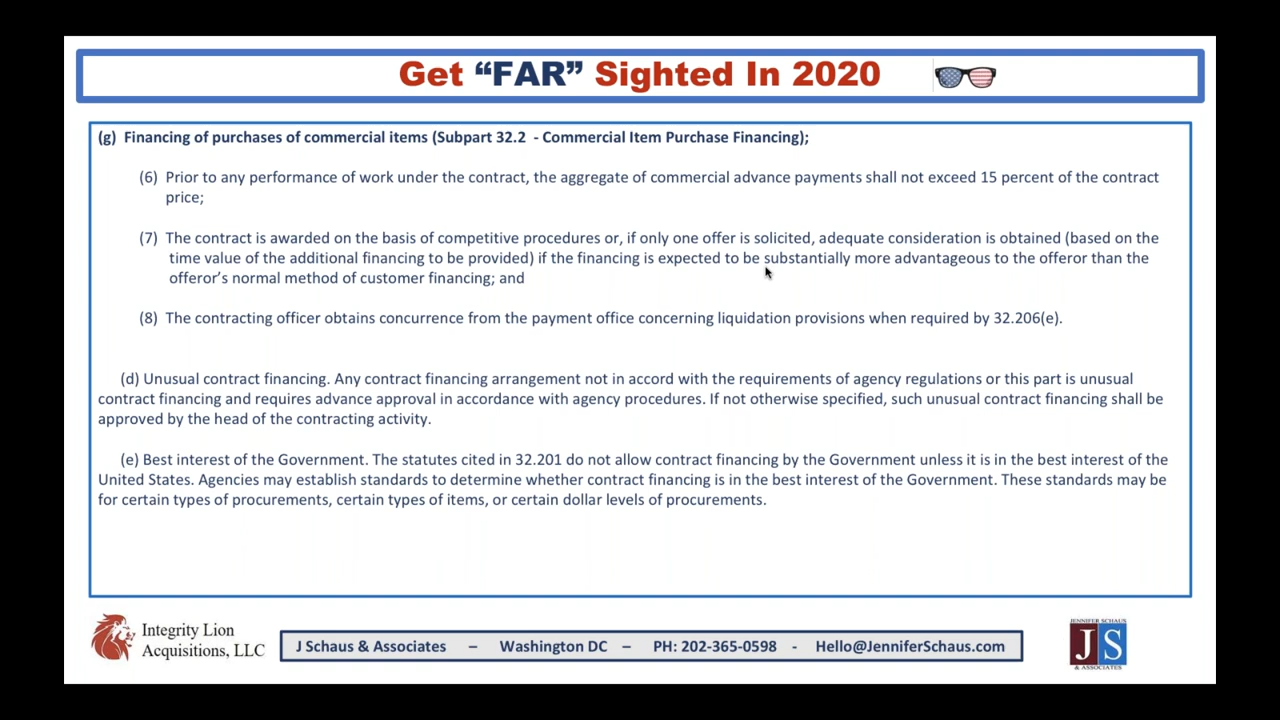 Get “FAR” Sighted In 2020
(g) Financing of purchases of commercial items (Subpart 32.2 - Commercial Item Purchase Financing);
(6) Prior to any performance of work under the contract, the aggregate of commercial advance payments shall not exceed 15 percent of the contract
price;
(7) The contract is awarded on the basis of competitive procedures or, if only one offer is solicited, adequate consideration is obtained (based on the
time value of the additional financing to be provided) if the financing is expected to be substantially more advantageous to the offeror than the
offeror’s normal method of customer financing; and
(8) The contracting officer obtains concurrence from the payment office concerning liquidation provisions when required by 32.206(e).
(d) Unusual contract financing. Any contract financing arrangement not in accord with the requirements of agency regulations or this part is unusual
contract financing and requires advance approval in accordance with agency procedures. If not otherwise specified, such unusual contract financing shall be
approved by the head of the contracting activity.
(e) Best interest of the Government. The statutes cited in 32.201 do not allow contract financing by the Government unless it is in the best interest of the
United States. Agencies may establish standards to determine whether contract financing is in the best interest of the Government. These standards may be
for certain types of procurements, certain types of items, or certain dollar levels of procurements.
Integrity Lion
Acquisitions, LLC
J Schaus & Associates – Washington DC – PH: 202-365-0598 - Hello@JenniferSchaus.com
JENNIFER SCHAUS
J S
& ASSOCIATES